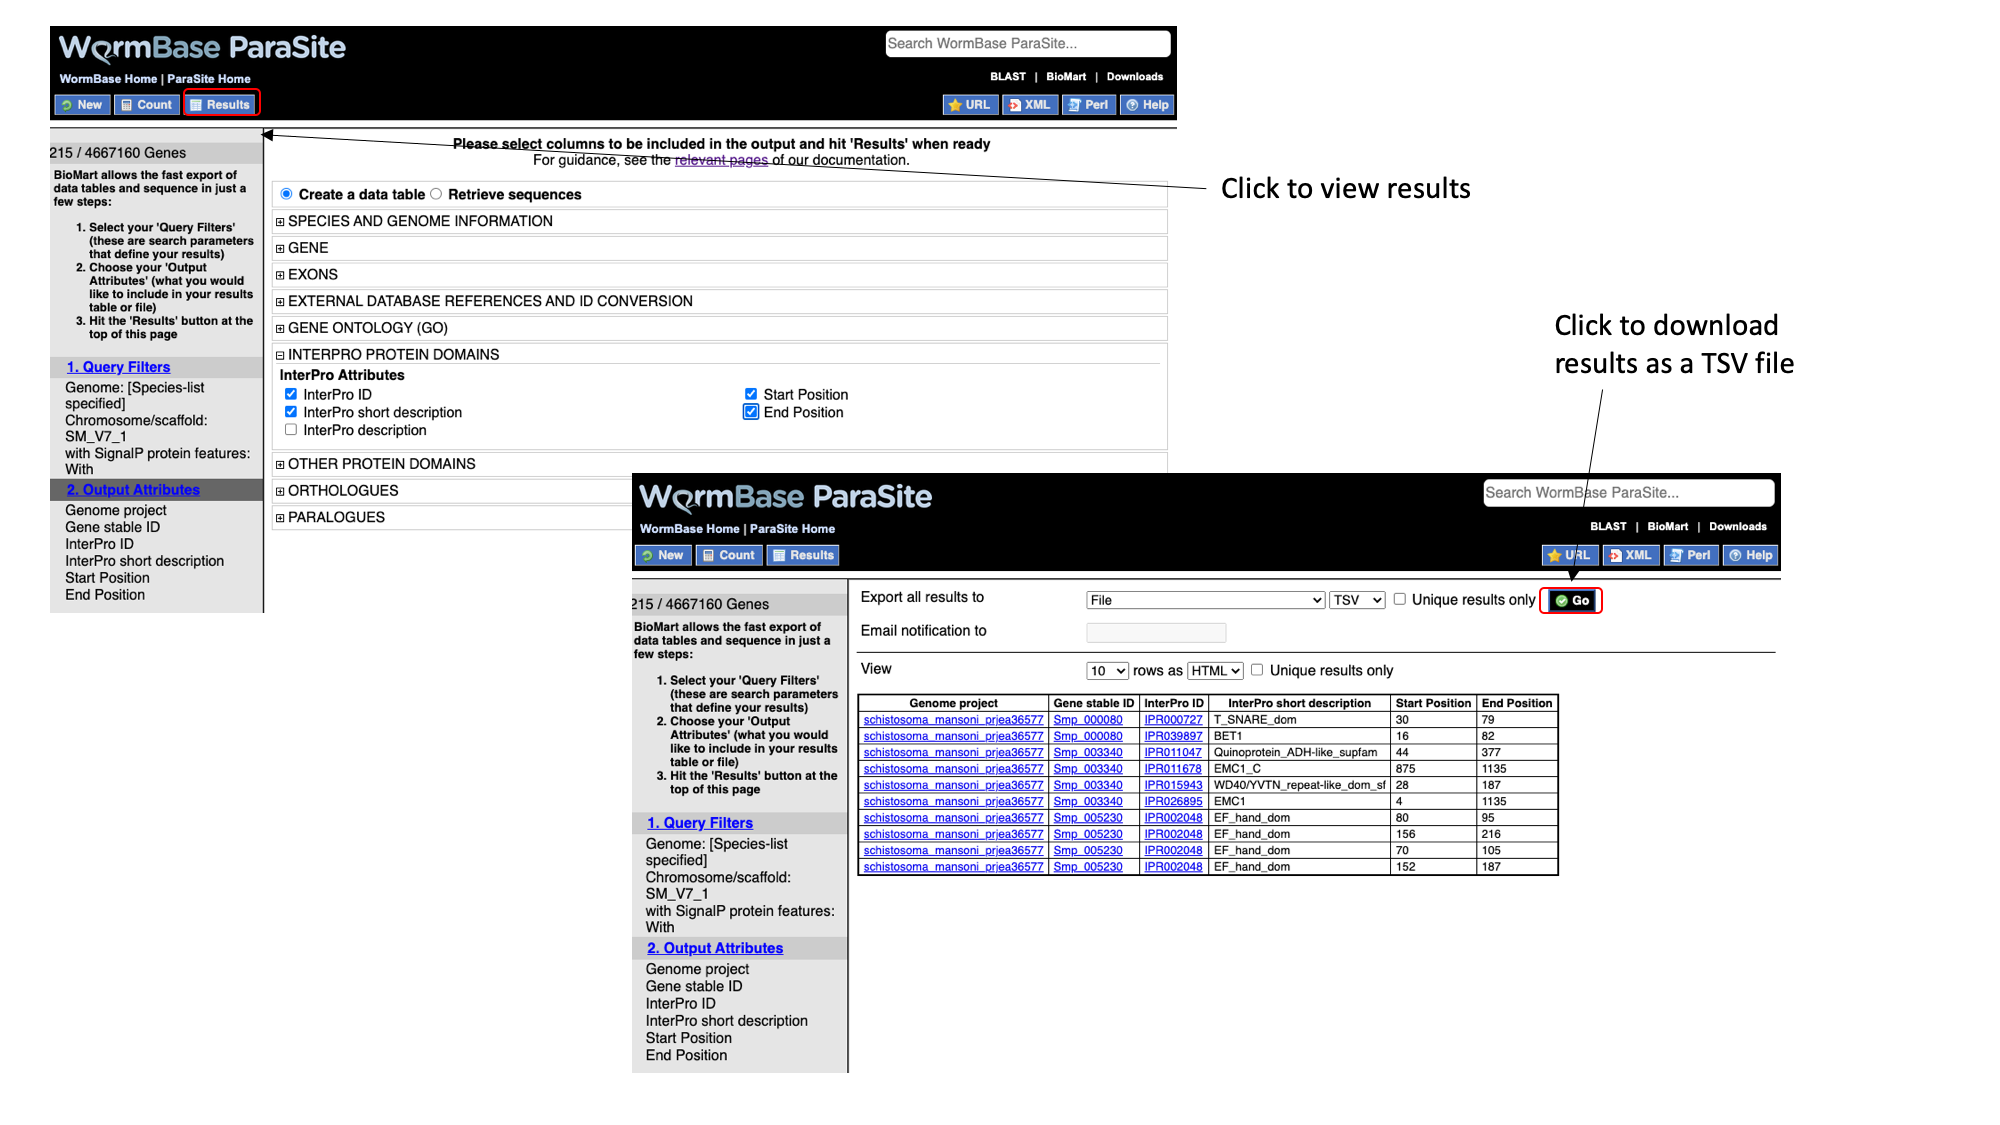 WormBase ParaSite
Search WormBase ParaSite...
WormBase Home | ParaSite Home
BLAST | BioMart | Downloads
New Count Results
URL XML Perl Help
215 / 4667160 Genes
BioMart allows the fast export of
data tables and sequence in just a
few steps:
1. Select your 'Query Filters'
(these are search parameters
that define your results)
2. Choose your 'Output
Attributes' (what you would
like to include in your results
table or file)
3. Hit the 'Results' button at the
top of this page
1. Query Filters
Genome: [Species-list
specified]
Chromosome/scaffold:
SM_V7_1
with SignalP protein features:
With
2. Output Attributes
Genome project
Gene stable ID
InterPro ID
InterPro short description
Start Position
End Position
Please select columns to be included in the output and hit 'Results' when ready
For guidance, see the relevant pages of our documentation.
Create a data table Retrieve sequences
SPECIES AND GENOME INFORMATION
GENE
EXONS
EXTERNAL DATABASE REFERENCES AND ID CONVERSION
GENE ONTOLOGY (GO)
INTERPRO PROTEIN DOMAINS
InterPro Attributes
InterPro ID Start Position
InterPro short description End Position
InterPro description
OTHER PROTEIN DOMAINS
ORTHOLOGUES
PARALOGUES
Click to view results
Click to download
results as a TSV file
WormBase ParaSite
Search WormBase ParaSite...
WormBase Home | ParaSite Home
BLAST | BioMart | Downloads
New Count Results
URL XML Perl Help
215 / 4667160 Genes
BioMart allows the fast export of
data tables and sequence in just a
few steps:
1. Select your 'Query Filters'
(these are search parameters
that define your results)
2. Choose your 'Output
Attributes' (what you would
like to include in your results
table or file)
3. Hit the 'Results' button at the
top of this page
1. Query Filters
Genome: [Species-list
specified]
Chromosome/scaffold:
SM_V7_1
with SignalP protein features:
With
2. Output Attributes
Genome project
Gene stable ID
InterPro ID
InterPro short description
Start Position
End Position
Export all results to File TSV Unique results only Go
Email notification to
View 10 rows as HTML Unique results only
Genome project Gene stable ID InterPro ID InterPro short description Start Position End Position
schistosoma_mansoni_prjea36577 Smp_000080 IPR000727 T_SNARE_dom 30 79
schistosoma_mansoni_prjea36577 Smp_000080 IPR039897 BET1 16 82
schistosoma_mansoni_prjea36577 Smp_003340 IPR011047 Quinoprotein_ADH-like_supfam 44 377
schistosoma_mansoni_prjea36577 Smp_003340 IPR011678 EMC1_C 875 1135
schistosoma_mansoni_prjea36577 Smp_003340 IPR015943 WD40/YVTN_repeat-like_dom_sf 28 187
schistosoma_mansoni_prjea36577 Smp_003340 IPR026895 EMC1 4 1135
schistosoma_mansoni_prjea36577 Smp_005230 IPR002048 EF_hand_dom 80 95
schistosoma_mansoni_prjea36577 Smp_005230 IPR002048 EF_hand_dom 156 216
schistosoma_mansoni_prjea36577 Smp_005230 IPR002048 EF_hand_dom 70 105
schistosoma_mansoni_prjea36577 Smp_005230 IPR002048 EF_hand_dom 152 187